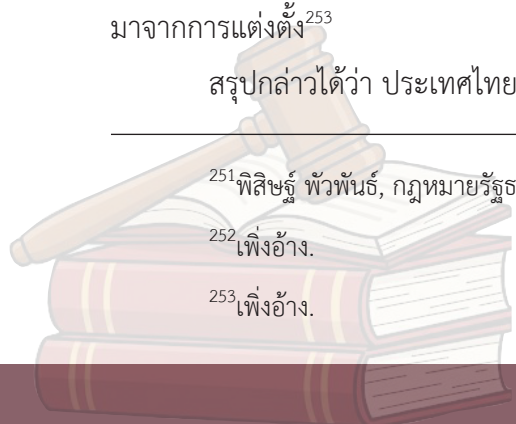 มาจากการแต่งตั้ง253
สรุปกล่าวได้ว่า ประเทศไทย
251พิสิษฐ์ พัวพันธ์, กฎหมายรัฐธ
252เพิ่งอ้าง.
253เพิ่งอ้าง.